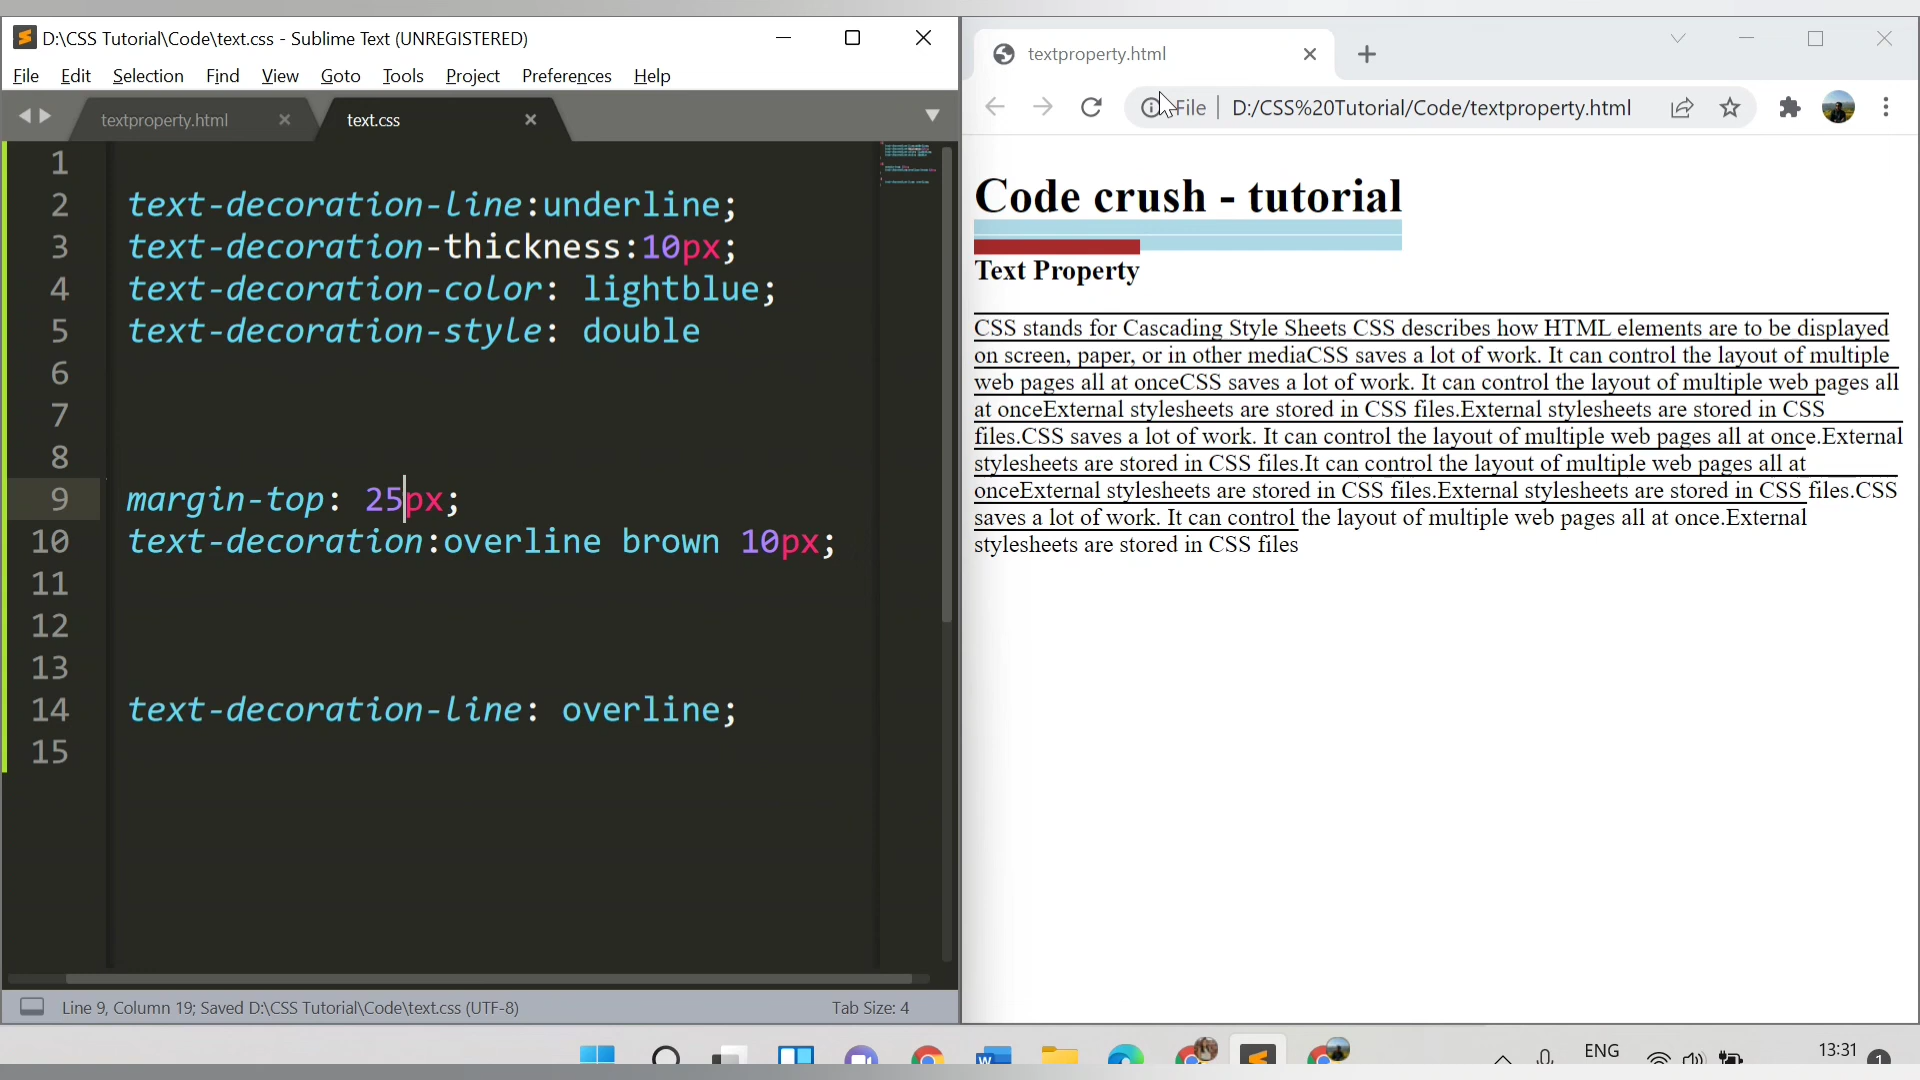 D:\CSS Tutorial\Code\text.css - Sublime Text (UNREGISTERED)
File Edit Selection Find View Goto Tools Project Preferences Help
textproperty.html
text.css
1
2 text-decoration-line:underline;
3 text-decoration-thickness:10px;
4 text-decoration-color: lightblue;
5 text-decoration-style: double
6
7
8
9 margin-top: 25px;
10 text-decoration:overline brown 10px;
11
12
13
14 text-decoration-line: overline;
15
Line 9, Column 19; Saved D:\CSS Tutorial\Code\text.css (UTF-8)
Tab Size: 4
textproperty.html
File D:/CSS%20Tutorial/Code/textproperty.html
Code crush - tutorial
Text Property
CSS stands for Cascading Style Sheets CSS describes how HTML elements are to be displayed
on screen, paper, or in other mediaCSS saves a lot of work. It can control the layout of multiple
web pages all at onceCSS saves a lot of work. It can control the layout of multiple web pages all
at onceExternal stylesheets are stored in CSS files.External stylesheets are stored in CSS
files.CSS saves a lot of work. It can control the layout of multiple web pages all at once.External
stylesheets are stored in CSS files.It can control the layout of multiple web pages all at
onceExternal stylesheets are stored in CSS files.External stylesheets are stored in CSS files.CSS
saves a lot of work. It can control the layout of multiple web pages all at once.External
stylesheets are stored in CSS files
ENG
13:31
1